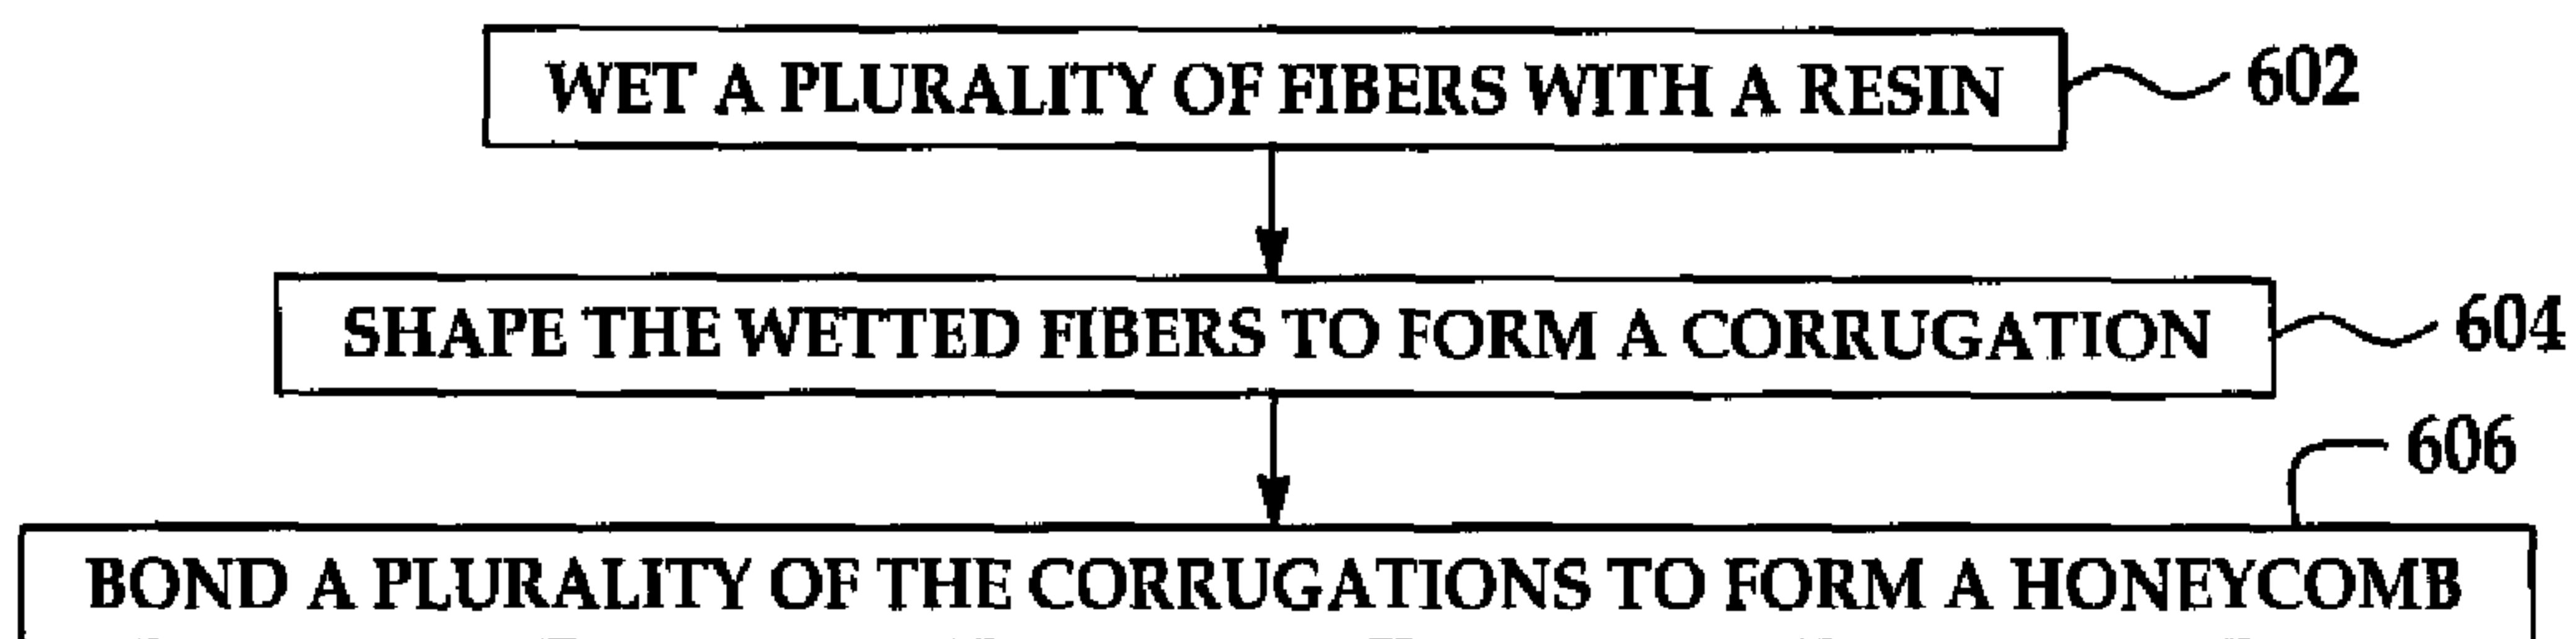 WET A PLURALITY OF FIBERS WITH A RESIN 602
SHAPE THE WETTED FIBERS TO FORM A CORRUGATION 604
606
BOND A PLURALITY OF THE CORRUGATIONS TO FORM A HONEYCOMB